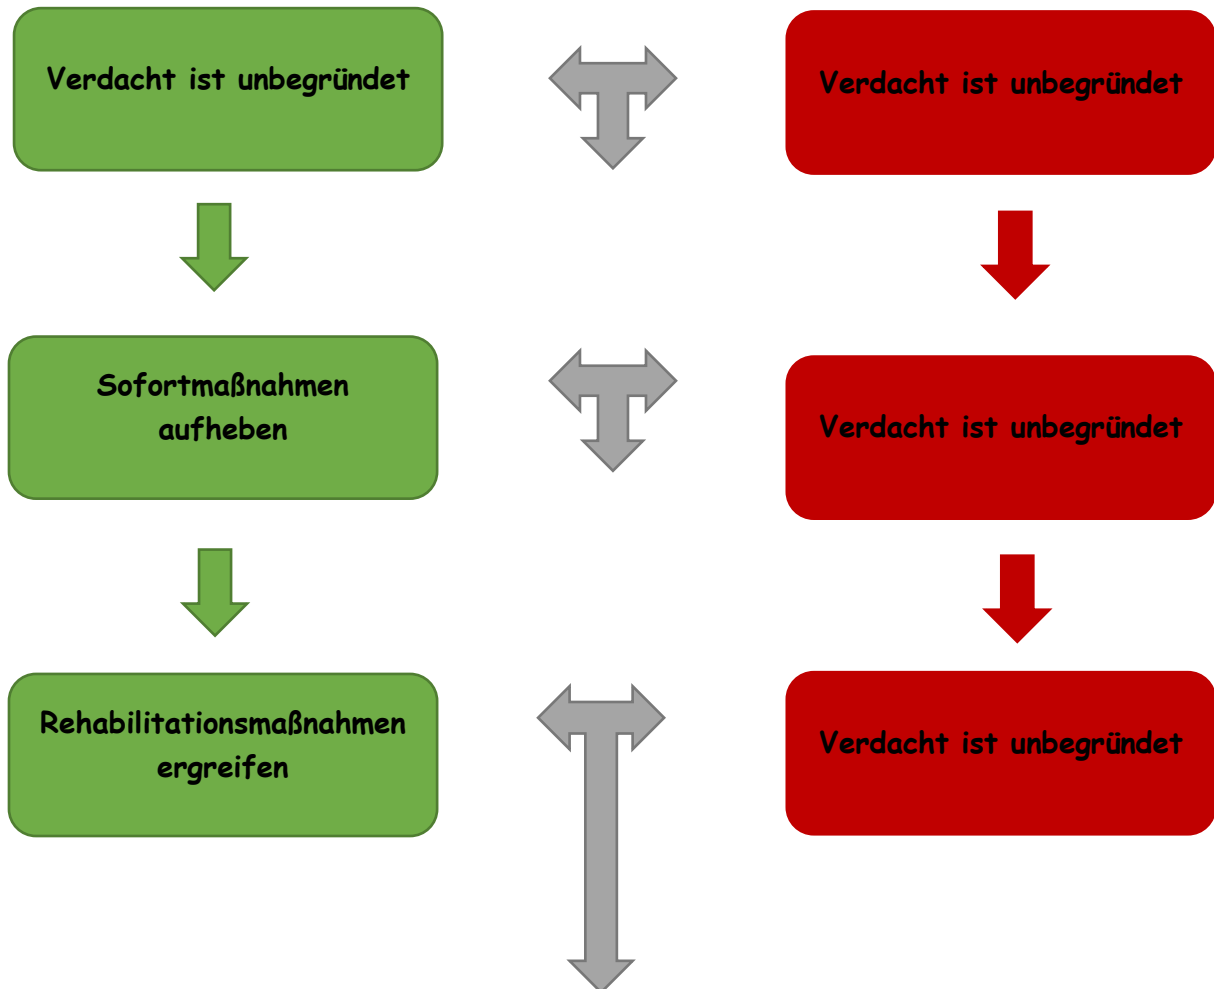 Verdacht ist unbegründet
Verdacht ist unbegründet
Sofortmaßnahmen
aufheben
Verdacht ist unbegründet
Rehabilitationsmaßnahmen
ergreifen
Verdacht ist unbegründet